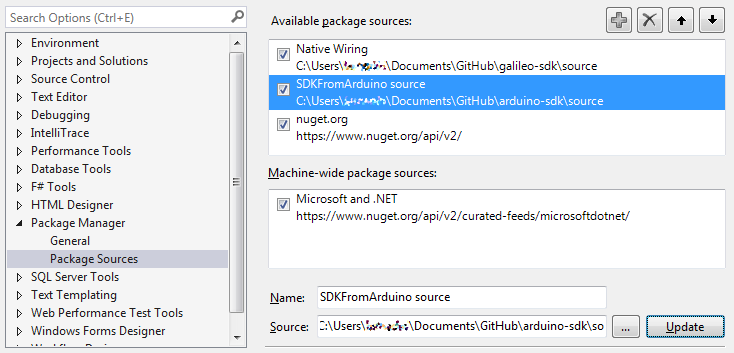 Search Options (Ctrl+E)
Environment
Projects and Solutions
Source Control
Text Editor
Debugging
IntelliTrace
Performance Tools
Database Tools
F# Tools
HTML Designer
Package Manager
General
Package Sources
SQL Server Tools
Text Templating
Web Performance Test Tools
Windows Forms Designer
Available package sources:
Native Wiring
C:\Users\ \Documents\GitHub\galileo-sdk\source
SDKFromArduino source
C:\Users\ \Documents\GitHub\arduino-sdk\source
nuget.org
https://www.nuget.org/api/v2/
Machine-wide package sources:
Microsoft and .NET
https://www.nuget.org/api/v2/curated-feeds/microsoftdotnet/
Name: SDKFromArduino source
Source: C:\Users\ \Documents\GitHub\arduino-sdk\so ... Update